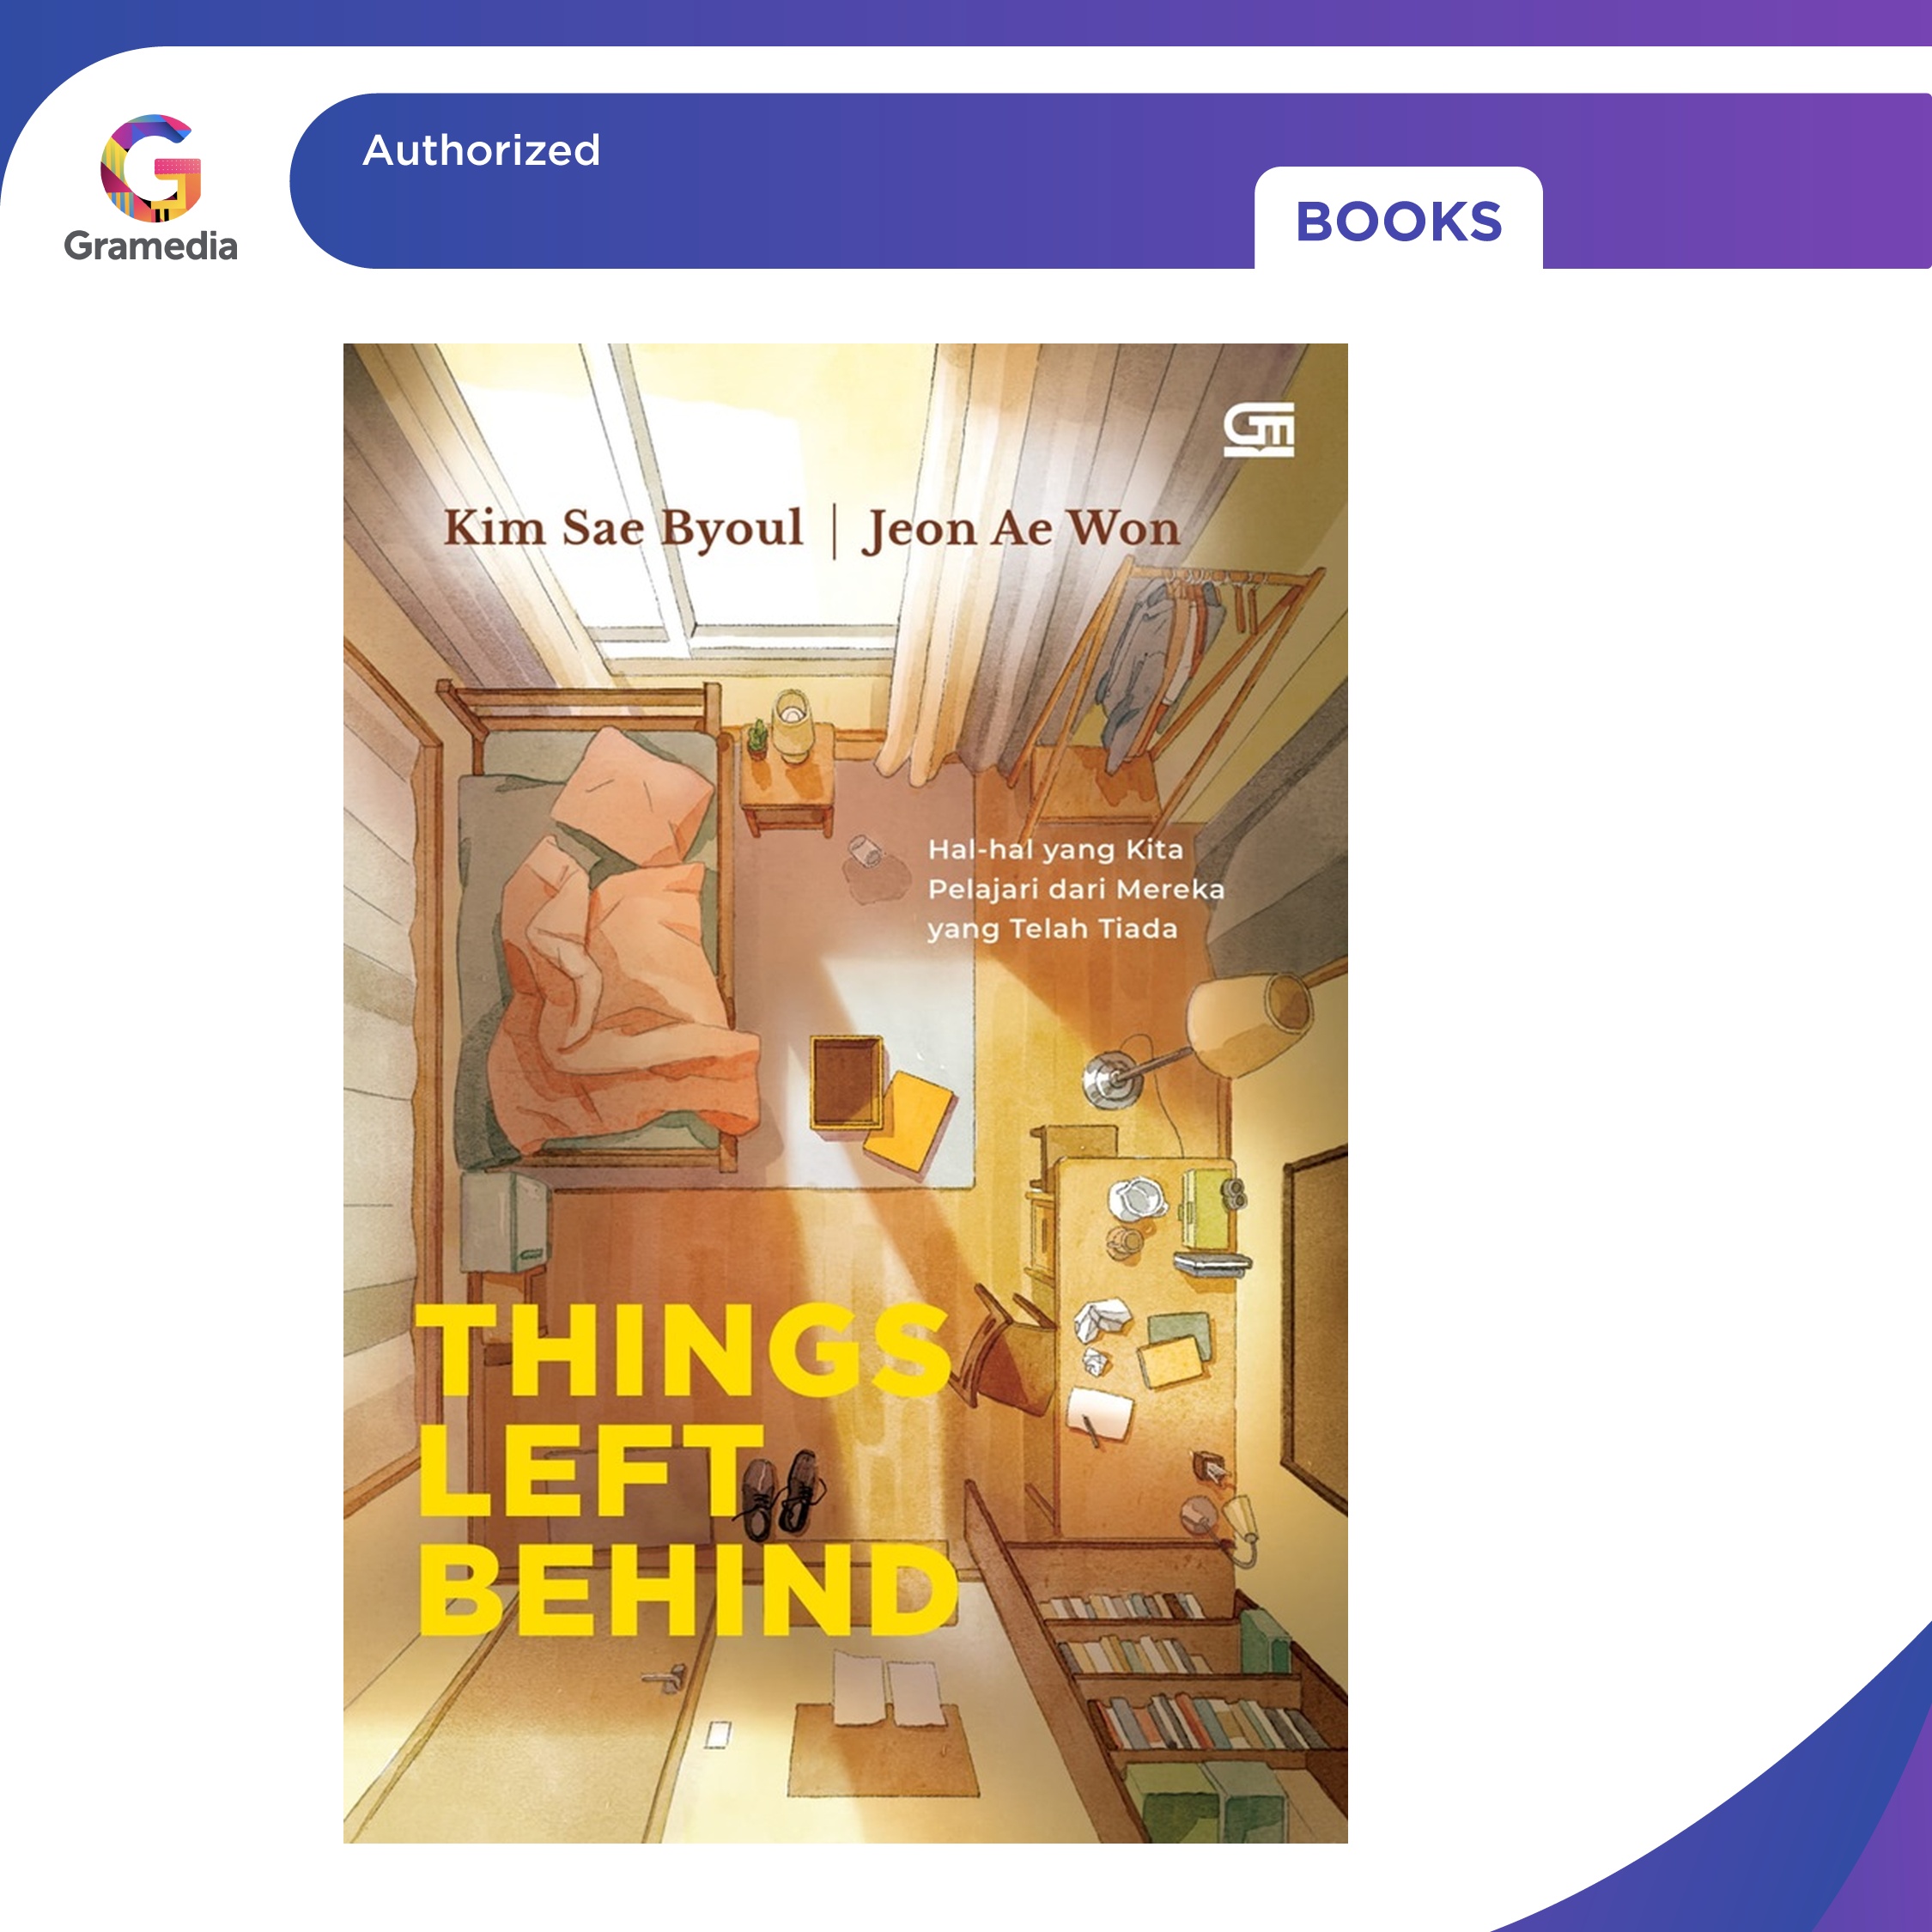 Gramedia
Authorized
BOOKS
Kim Sae Byoul | Jeon Ae Won
Hal-hal yang Kita
Pelajari dari Mereka
yang Telah Tiada
THINGS
LEFT
BEHIND